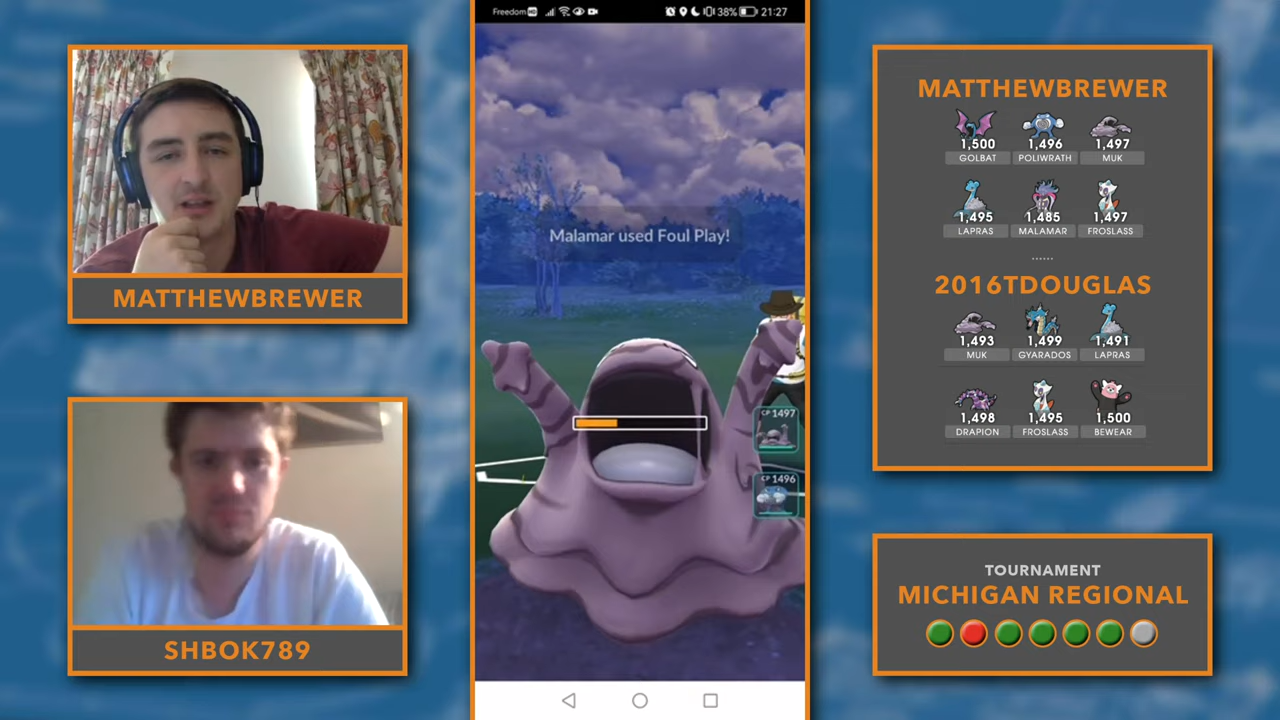 MATTHEWBREWER
SHBOK789
Freedom HD
38% 21:27
Malamar used Foul Play!
CP 1497
CP 1496
MATTHEWBREWER
1,500 1,496 1,497
GOLBAT POLIWRATH MUK
1,495 1,485 1,497
LAPRAS MALAMAR FROSLASS
......
2016TDOUGLAS
1,493 1,499 1,491
MUK GYARADOS LAPRAS
1,498 1,495 1,500
DRAPION FROSLASS BEWEAR
TOURNAMENT
MICHIGAN REGIONAL